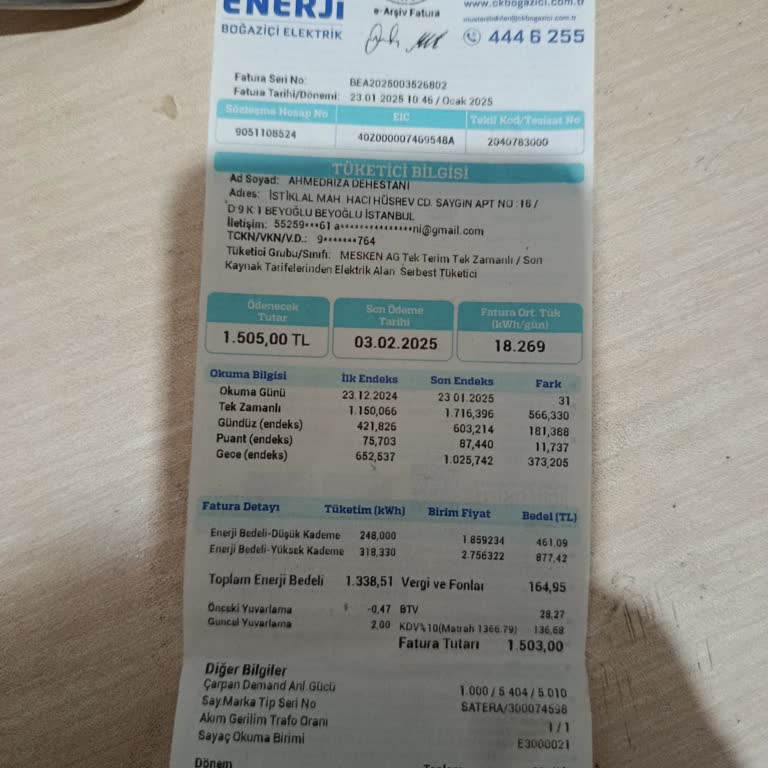 ENERJİ
BOĞAZİÇİ ELEKTRİK
e-Arşiv Fatura
www.ckbogazici.com.tr
musterihizmetleri@ckbogazici.com.tr
444 6 255
Fatura Seri No: BEA2025003526802
Fatura Tarihi/Dönemi: 23 01 2025 10 46 / Ocak 2025
Sözleşme Hesap No EIC Tekil Kod/Tesisat No
9051108524 40Z000007469548A 2040783000
TÜKETİCİ BİLGİSİ
Ad Soyad: AHMEDRIZA DEHESTANI
Adres: İSTİKLAL MAH. HACI HÜSREV CD. SAYGIN APT NO :18 /
D:9 K:1 BEYOĞLU BEYOĞLU İSTANBUL
İletişim: 55259***61 a****************ni@gmail.com
TCKN/VKN/V.D.: 9*******764
Tüketici Grubu/Sınıfı: MESKEN AG Tek Terim Tek Zamanlı / Son
Kaynak Tarifelerinden Elektrik Alan Serbest Tüketici
Ödenecek Tutar Son Ödeme Tarihi Fatura Ort. Tük (kWh/gün)
1.505,00 TL 03.02.2025 18.269
Okuma Bilgisi İlk Endeks Son Endeks Fark
Okuma Günü 23.12.2024 23 01.2025 31
Tek Zamanlı 1.150,066 1.716,396 566,330
Gündüz (endeks) 421,826 603,214 181,388
Puant (endeks) 75,703 87,440 11,737
Gece (endeks) 652,537 1.025,742 373,205
Fatura Detayı Tüketim (kWh) Birim Fiyat Bedel (TL)
Enerji Bedeli-Düşük Kademe 248,000 1.859234 461,09
Enerji Bedeli-Yüksek Kademe 318,330 2.756322 877,42
Toplam Enerji Bedeli 1.338,51 Vergi ve Fonlar 164,95
Önceki Yuvarlama -0,47 BTV 28,27
Güncel Yuvarlama 2,00 KDV%10(Matrah 1366.79) 136,68
Fatura Tutarı 1.503,00
Diğer Bilgiler
Çarpan Demand Anl.Gücü 1.000 / 5 404 / 5.010
Say.Marka Tip Seri No SATERA/300074598
Akım Gerilim Trafo Oranı 1 / 1
Sayaç Okuma Birimi E3000021
Dönem